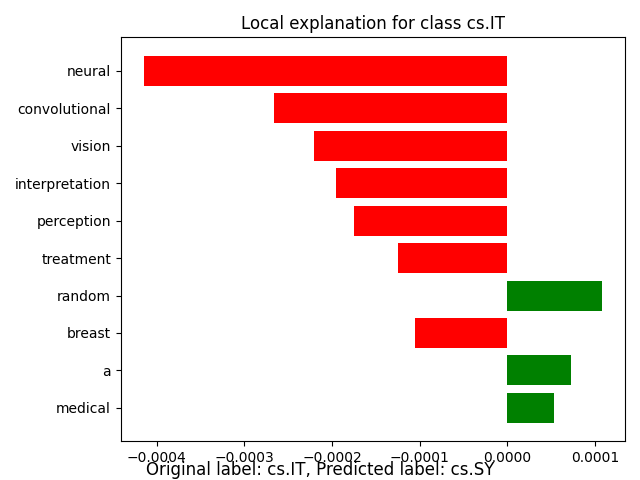 Local explanation for class cs.IT
neural
convolutional
vision
interpretation
perception
treatment
random
breast
a
medical
−0.0004 −0.0003 −0.0002 −0.0001 0.0000 0.0001
Original label: cs.IT, Predicted label: cs.SY